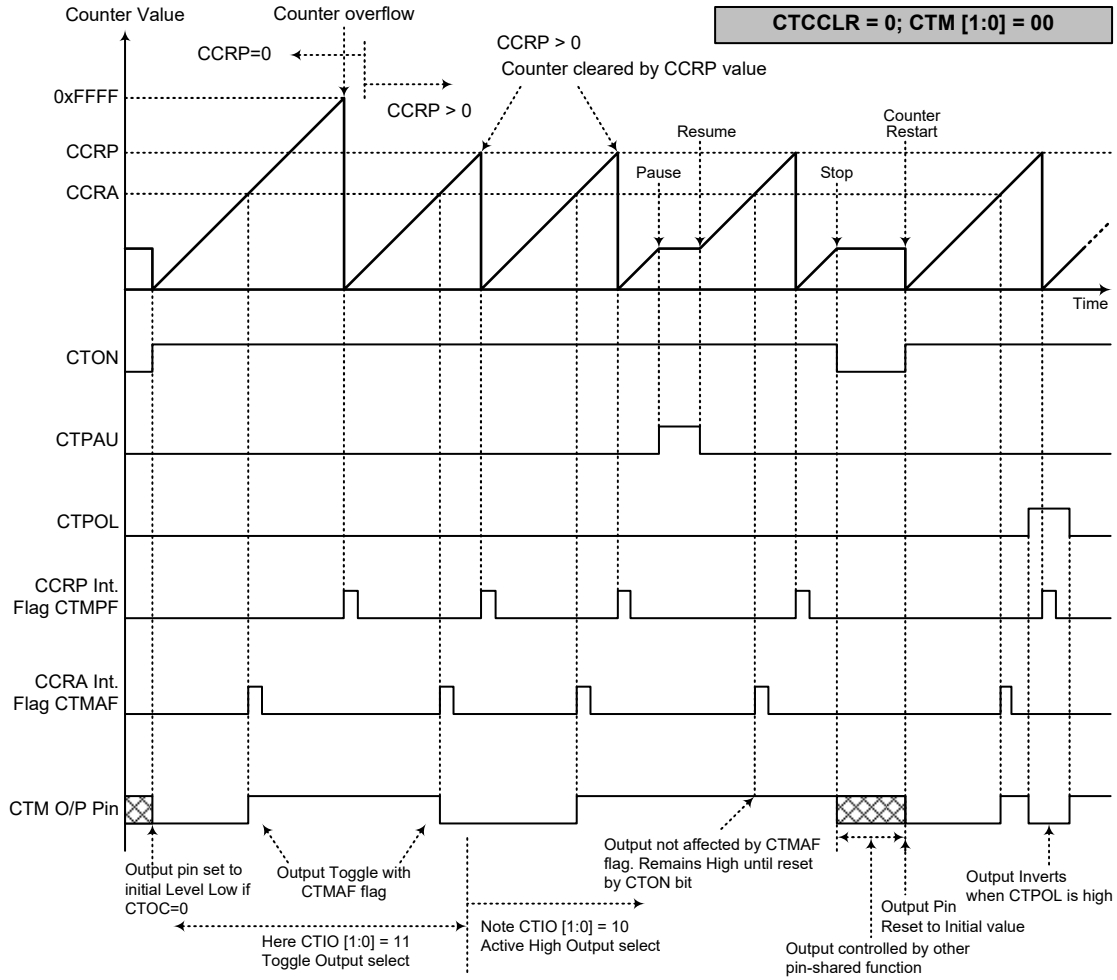 Counter Value
Counter overflow
CTCCLR = 0; CTM [1:0] = 00
CCRP=0
CCRP > 0
CCRP > 0
Counter cleared by CCRP value
0xFFFF
CCRP
CCRA
Pause
Resume
Stop
Counter
Restart
Time
CTON
CTPAU
CTPOL
CCRP Int.
Flag CTMPF
CCRA Int.
Flag CTMAF
CTM O/P Pin
Output pin set to
initial Level Low if
CTOC=0
Output Toggle with
CTMAF flag
Output not affected by CTMAF
flag. Remains High until reset
by CTON bit
Output Inverts
when CTPOL is high
Output Pin
Reset to Initial value
Here CTIO [1:0] = 11
Toggle Output select
Note CTIO [1:0] = 10
Active High Output select
Output controlled by other
pin-shared function